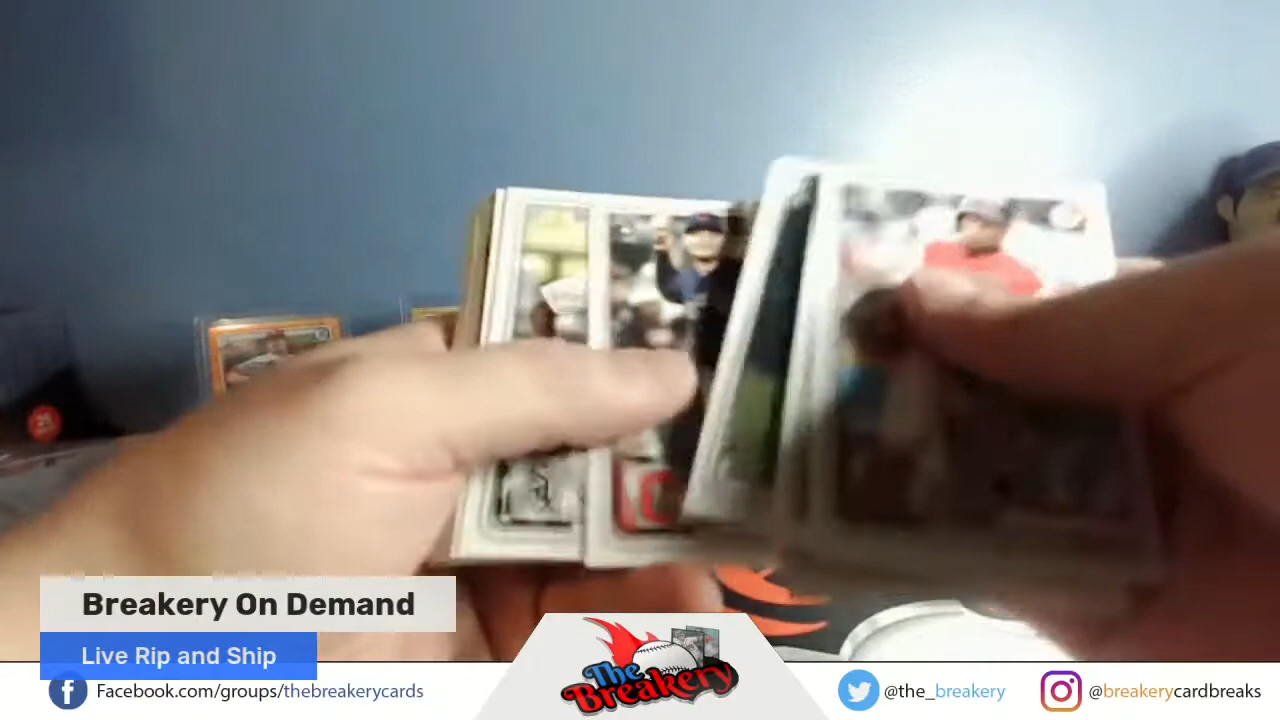 Breakery On Demand
Live Rip and Ship
Facebook.com/groups/thebreakerycards
The
Breakery
@the_breakery
@breakerycardbreaks